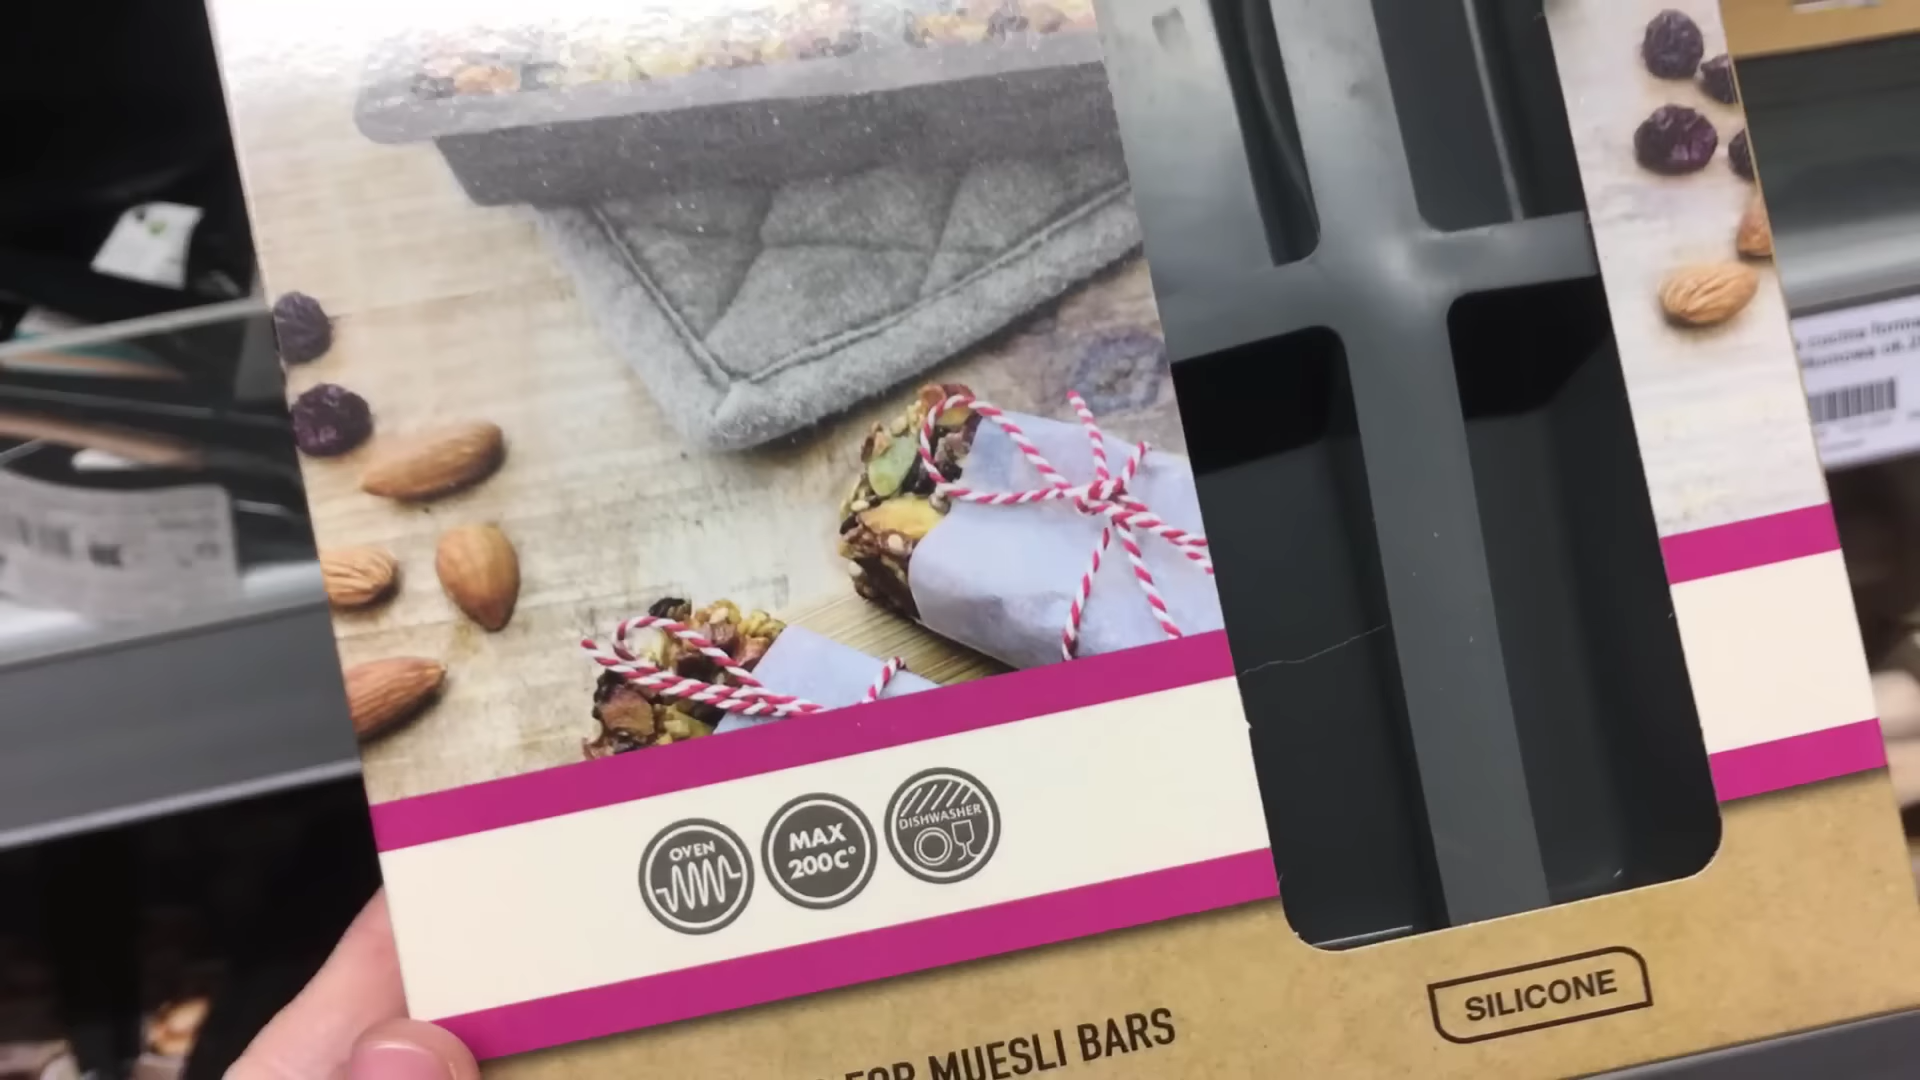 OVEN
MAX
200C°
DISHWASHER
SILICONE
FOR MUESLI BARS